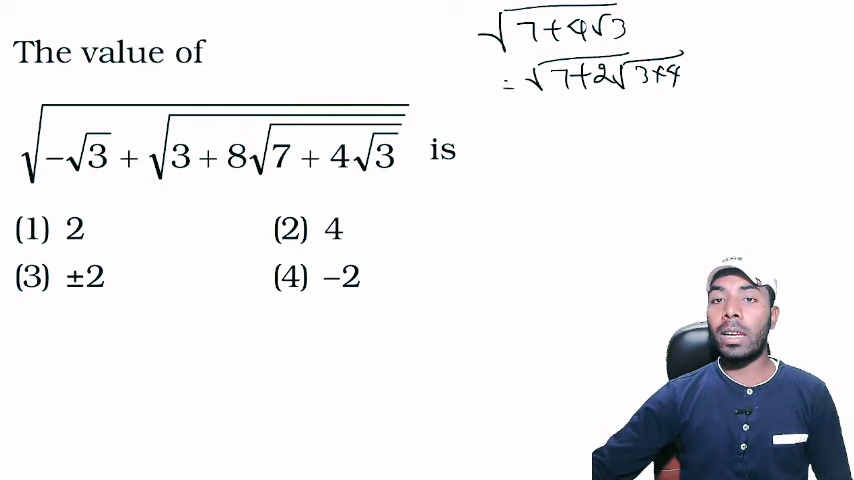 The value of
√(-√3 + √(3 + 8√(7 + 4√3))) is
(1) 2 (2) 4
(3) ±2 (4) –2
√(7+4√3)
= √(7+2√(3×4))